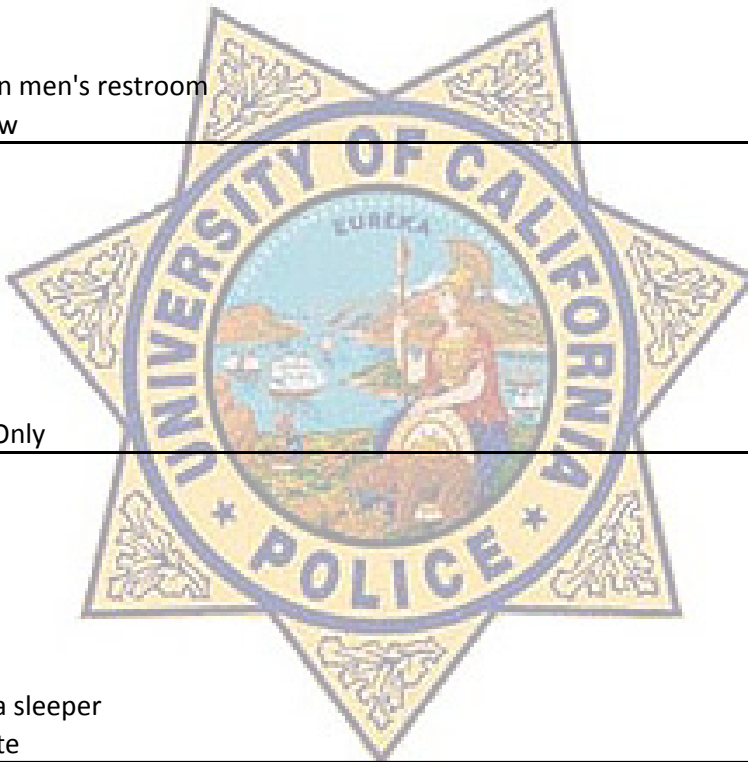 n men's restroom
w
UNIVERSITY OF CALIFORNIA
EUREKA
Only
POLICE
a sleeper
te